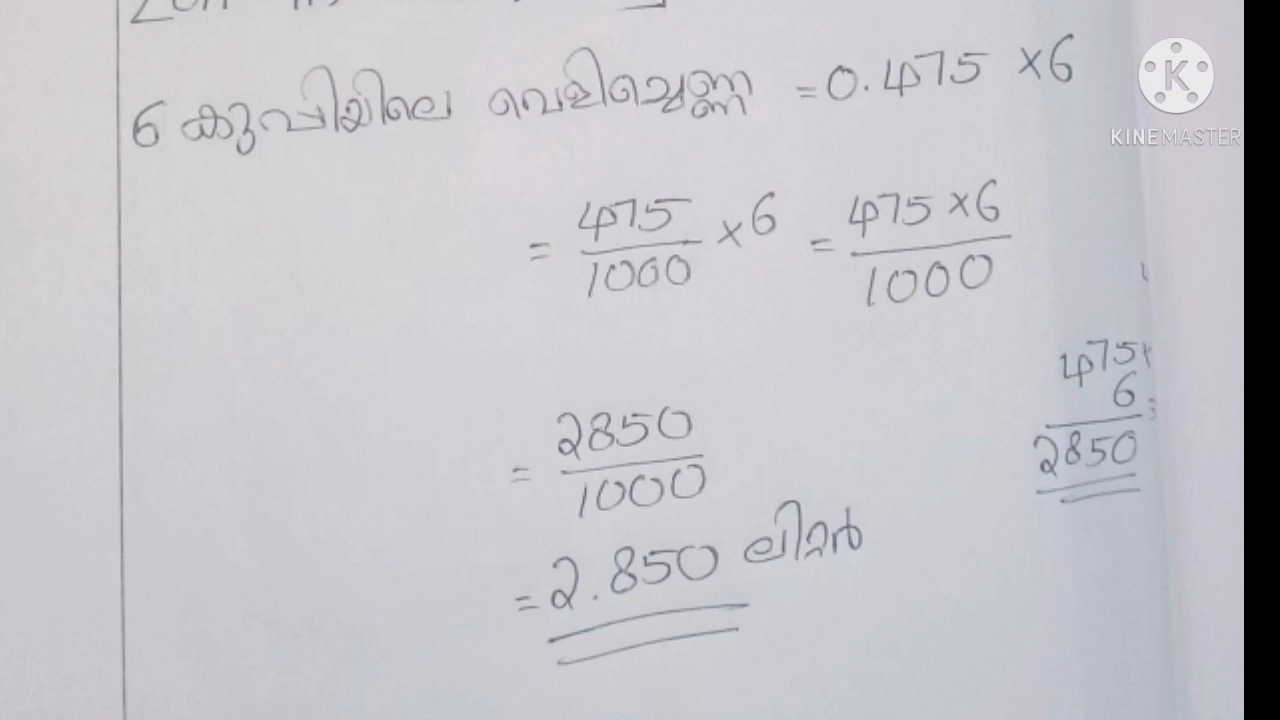 6 കുപ്പിയിലെ വെളിച്ചെണ്ണ = 0.475 ×6
KINEMASTER
= 475/1000 ×6 = 475 ×6/1000
475×
6
2850
= 2850/1000
= 2.850 ലിറ്റർ